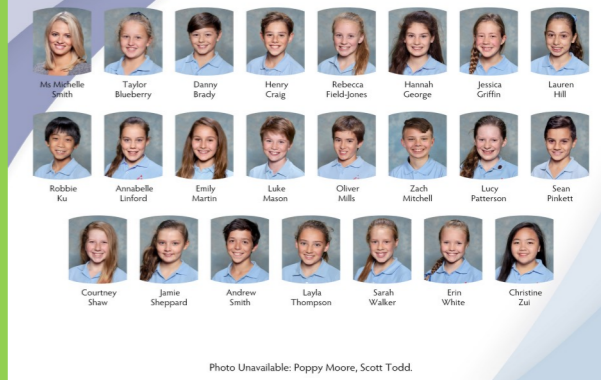 Ms Michelle Smith
Taylor Blueberry
Danny Brady
Henry Craig
Rebecca Field-Jones
Hannah George
Jessica Griffin
Lauren Hill
Robbie Ku
Annabelle Linford
Emily Martin
Luke Mason
Oliver Mills
Zach Mitchell
Lucy Patterson
Sean Pinkett
Courtney Shaw
Jamie Sheppard
Andrew Smith
Layla Thompson
Sarah Walker
Erin White
Christine Zui
Photo Unavailable: Poppy Moore, Scott Todd.